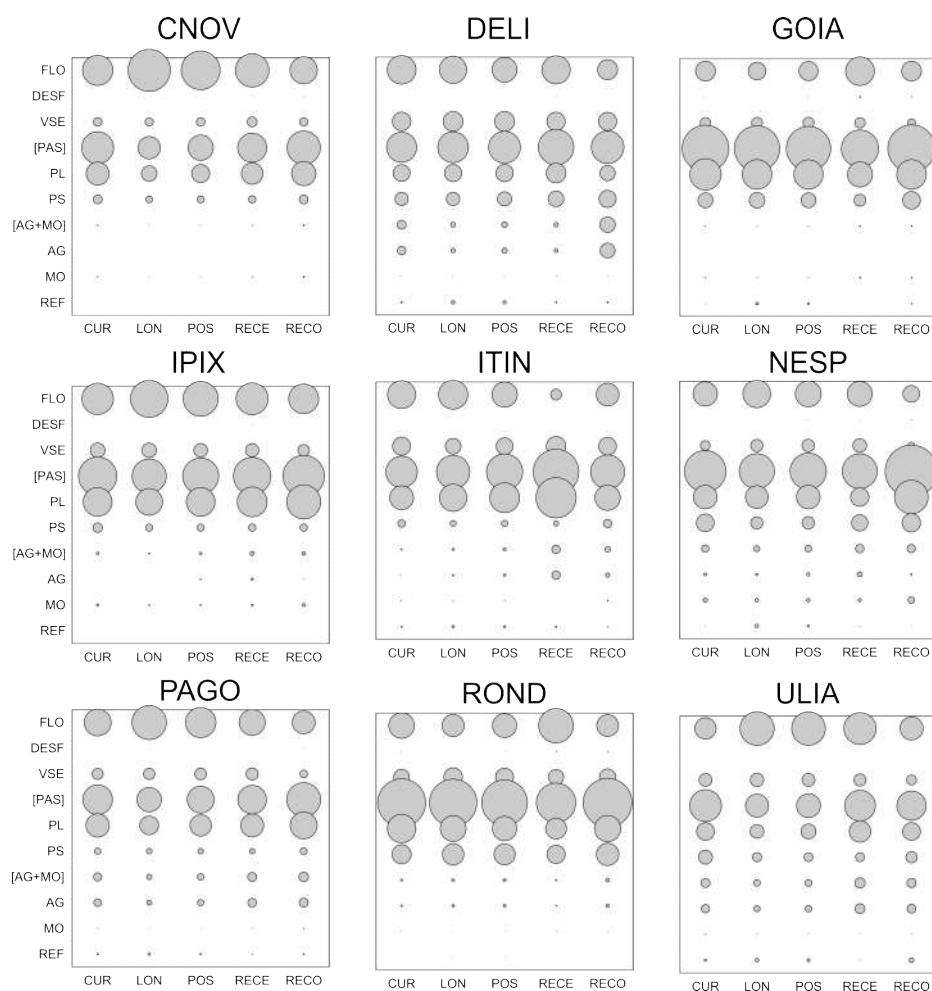 CNOV DELI GOIA
FLO
DESF
VSE
[PAS]
PL
PS
[AG+MO]
AG
MO
REF
CUR LON POS RECE RECO CUR LON POS RECE RECO CUR LON POS RECE RECO
IPIX ITIN NESP
FLO
DESF
VSE
[PAS]
PL
PS
[AG+MO]
AG
MO
REF
CUR LON POS RECE RECO CUR LON POS RECE RECO CUR LON POS RECE RECO
PAGO ROND ULIA
FLO
DESF
VSE
[PAS]
PL
PS
[AG+MO]
AG
MO
REF
CUR LON POS RECE RECO CUR LON POS RECE RECO CUR LON POS RECE RECO